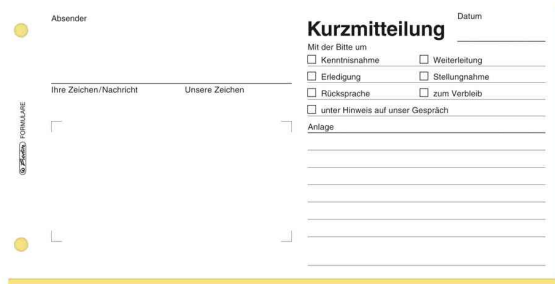 Absender
Ihre Zeichen/Nachricht
Unsere Zeichen
FORMULARE
Kurzmitteilung
Datum
Mit der Bitte um
Kenntnisnahme
Weiterleitung
Erledigung
Stellungnahme
Rücksprache
zum Verbleib
unter Hinweis auf unser Gespräch
Anlage